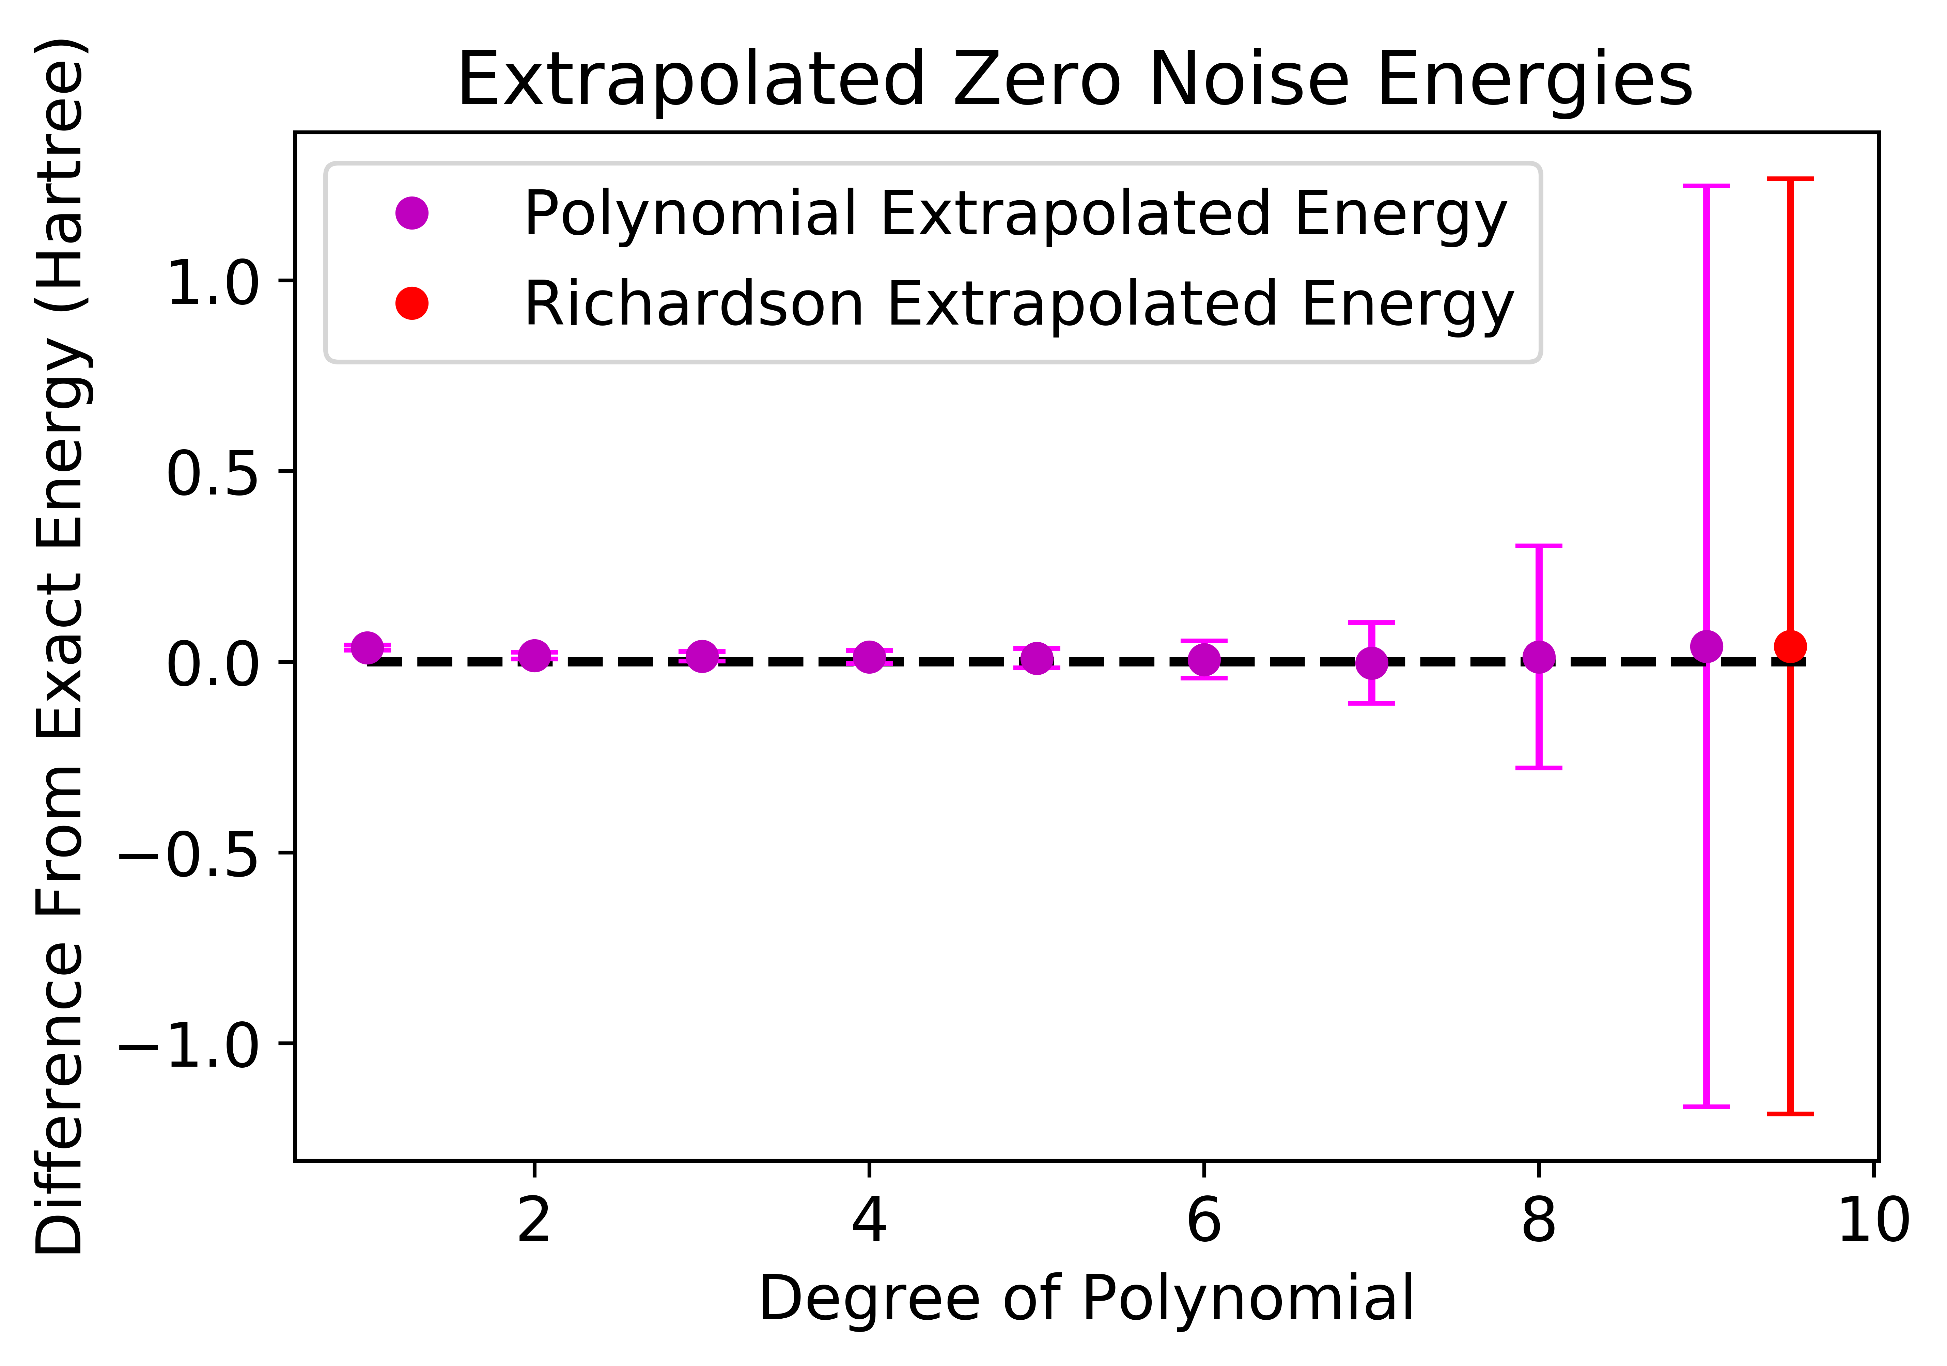 Extrapolated Zero Noise Energies
Polynomial Extrapolated Energy
Richardson Extrapolated Energy
Difference From Exact Energy (Hartree)
1.0
0.5
0.0
−0.5
−1.0
2 4 6 8 10
Degree of Polynomial